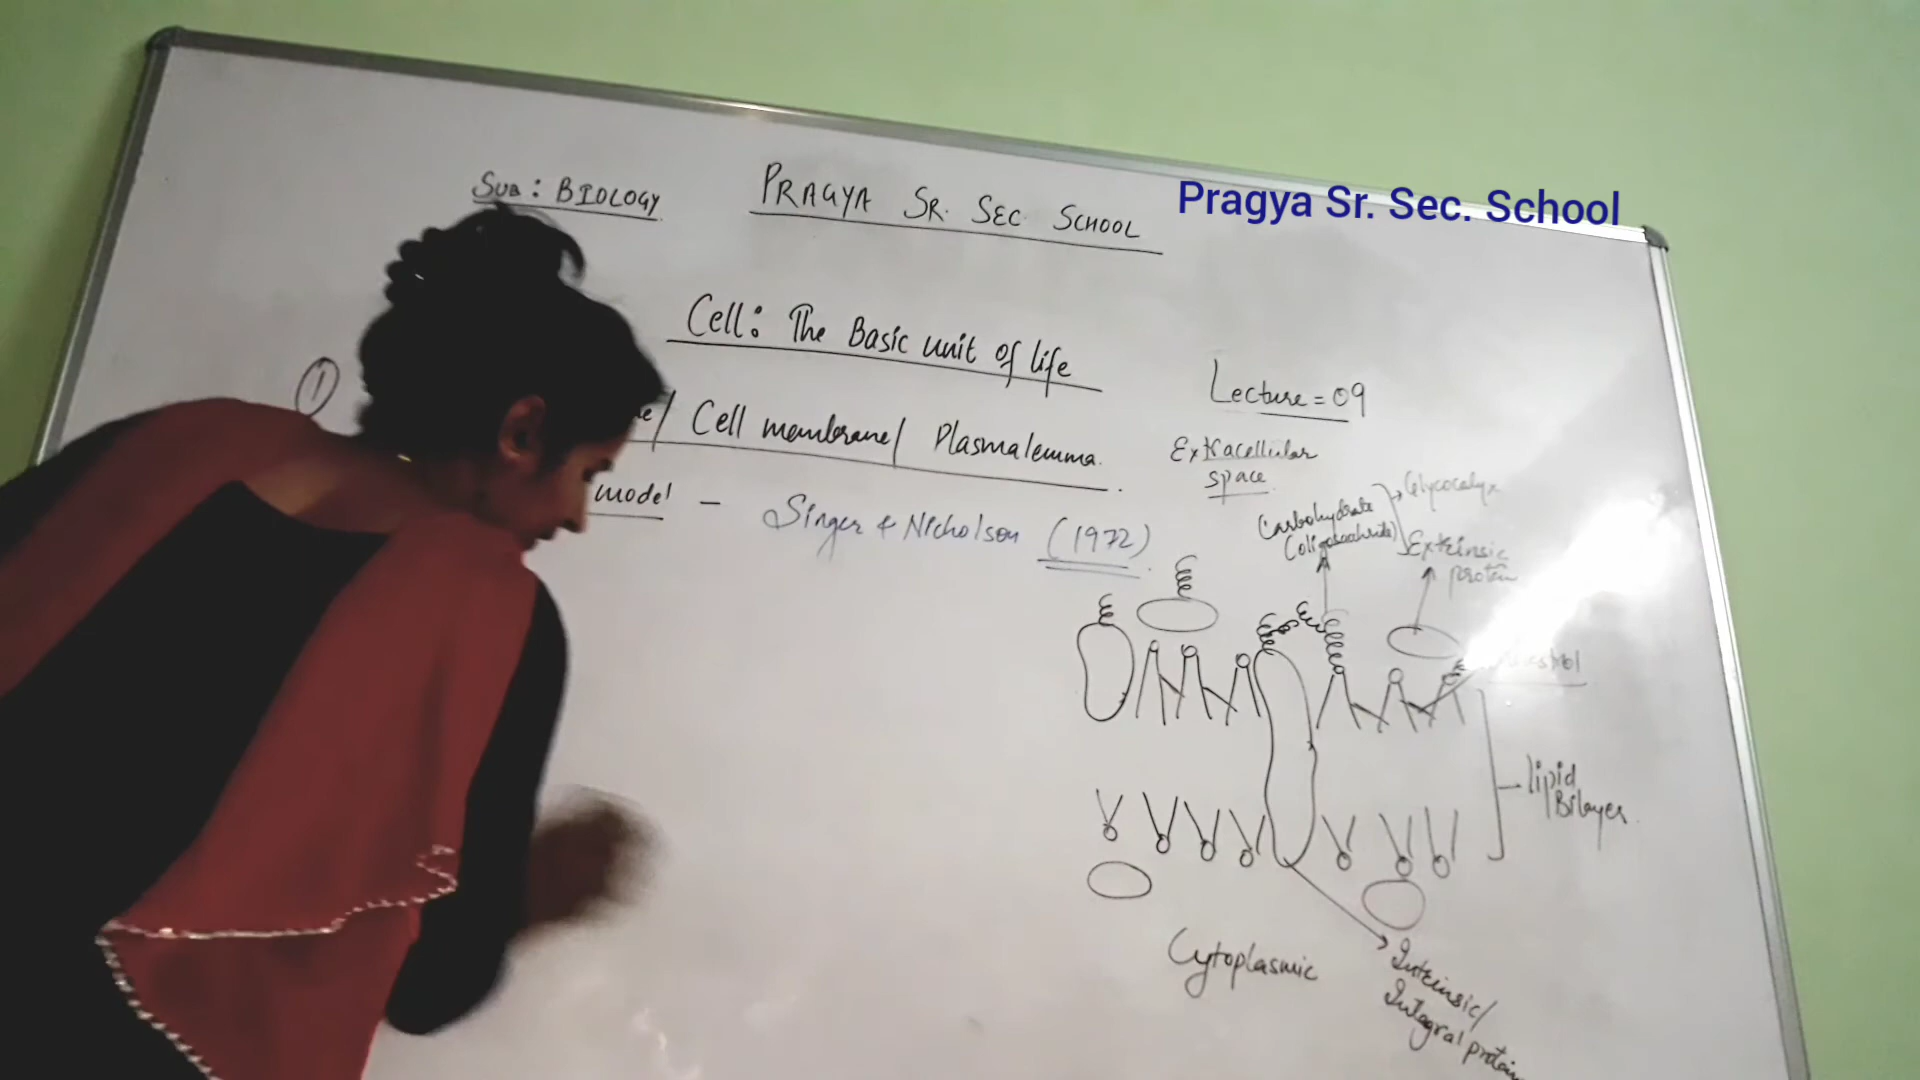 Sub: BIOLOGY
PRAGYA SR. SEC. SCHOOL
Pragya Sr. Sec. School
Cell: The Basic unit of life
Lecture = 09
①
/ Cell membrane / Plasmalemma.
model - Singer & Nicholson (1972)
Extracellular
space
Glycocalyx
Carbohydrate
Extrinsic
protein
lipid
Bilayer
Cytoplasmic
Intrinsic/
Integral protein